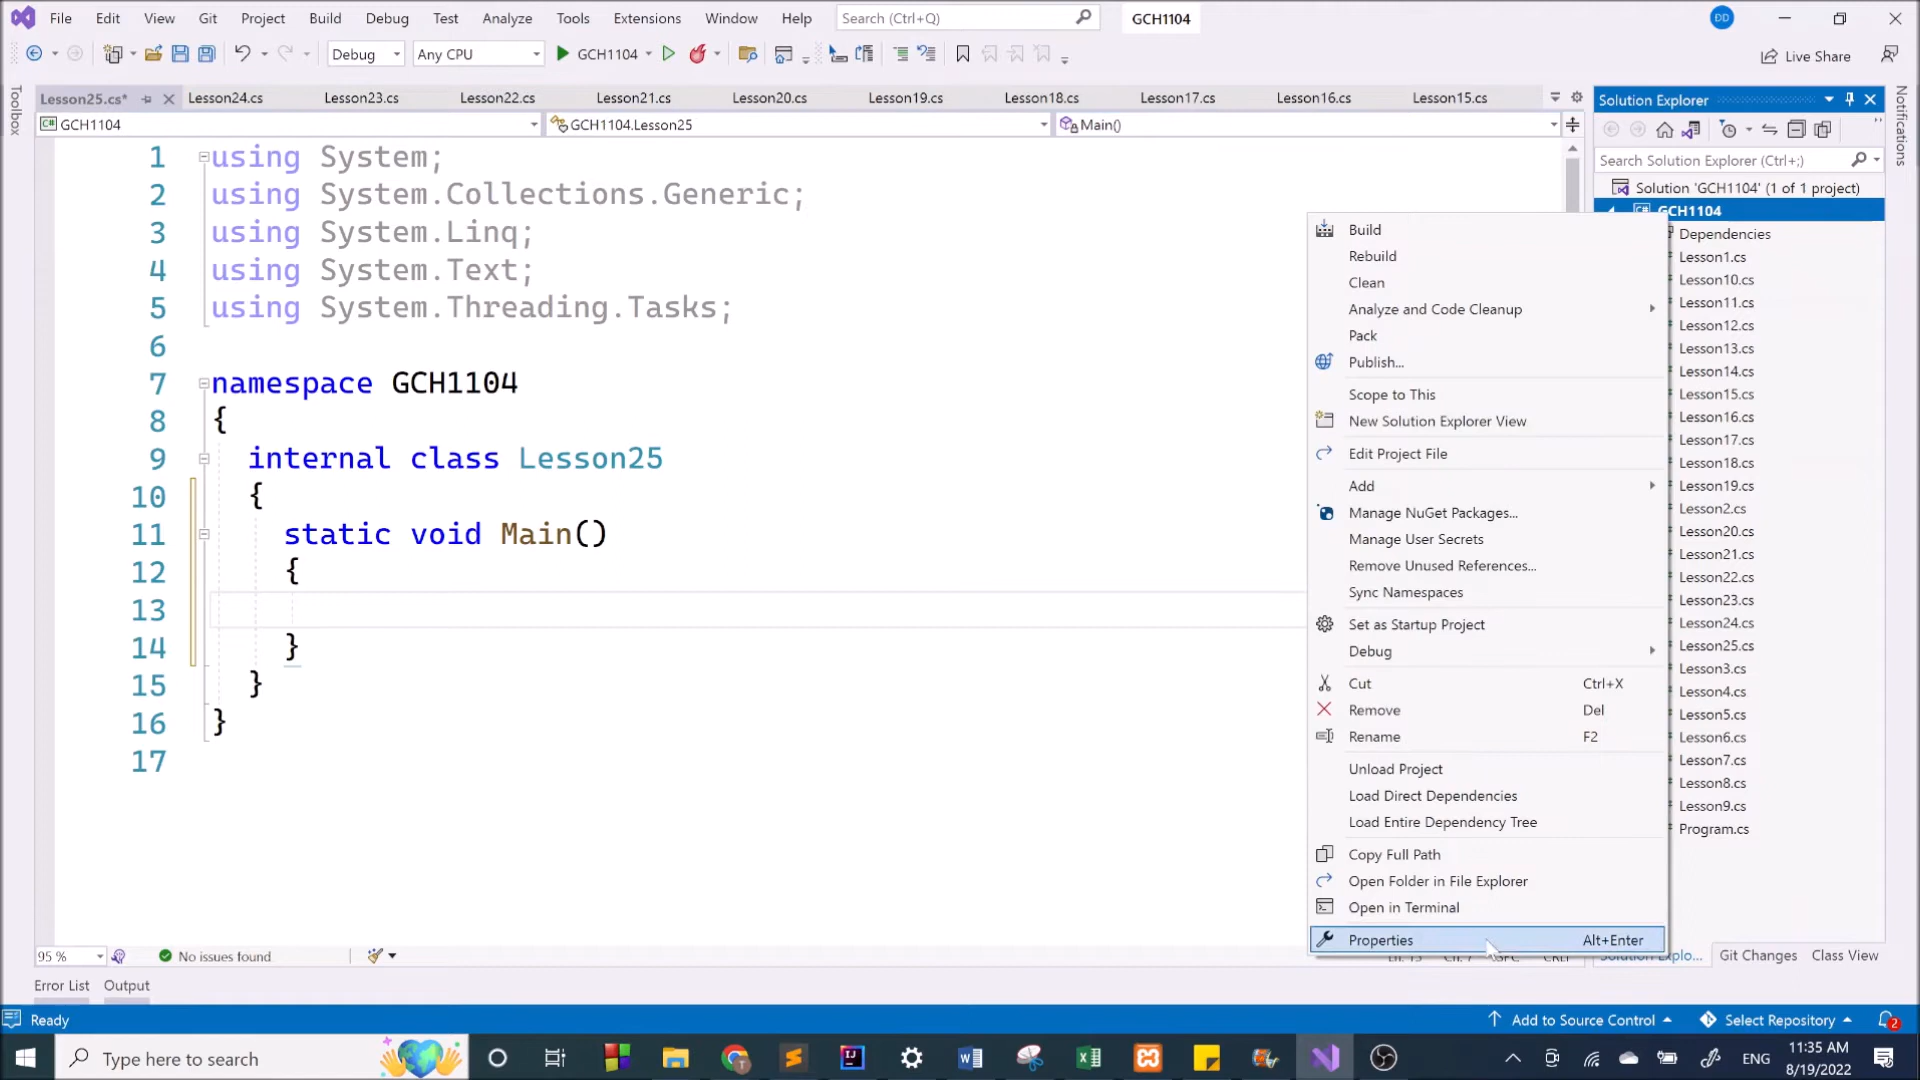 File Edit View Git Project Build Debug Test Analyze Tools Extensions Window Help Search (Ctrl+Q) GCH1104 ĐD
Debug Any CPU GCH1104 Live Share
Toolbox
Lesson25.cs* Lesson24.cs Lesson23.cs Lesson22.cs Lesson21.cs Lesson20.cs Lesson19.cs Lesson18.cs Lesson17.cs Lesson16.cs Lesson15.cs
C# GCH1104 GCH1104.Lesson25 Main()
1 using System;
2 using System.Collections.Generic;
3 using System.Linq;
4 using System.Text;
5 using System.Threading.Tasks;
6
7 namespace GCH1104
8 {
9 internal class Lesson25
10 {
11 static void Main()
12 {
13
14 }
15 }
16 }
17
Build
Rebuild
Clean
Analyze and Code Cleanup
Pack
Publish...
Scope to This
New Solution Explorer View
Edit Project File
Add
Manage NuGet Packages...
Manage User Secrets
Remove Unused References...
Sync Namespaces
Set as Startup Project
Debug
Cut Ctrl+X
Remove Del
Rename F2
Unload Project
Load Direct Dependencies
Load Entire Dependency Tree
Copy Full Path
Open Folder in File Explorer
Open in Terminal
Properties Alt+Enter
Solution Explorer
Search Solution Explorer (Ctrl+;)
Solution 'GCH1104' (1 of 1 project)
C# GCH1104
Dependencies
Lesson1.cs
Lesson10.cs
Lesson11.cs
Lesson12.cs
Lesson13.cs
Lesson14.cs
Lesson15.cs
Lesson16.cs
Lesson17.cs
Lesson18.cs
Lesson19.cs
Lesson2.cs
Lesson20.cs
Lesson21.cs
Lesson22.cs
Lesson23.cs
Lesson24.cs
Lesson25.cs
Lesson3.cs
Lesson4.cs
Lesson5.cs
Lesson6.cs
Lesson7.cs
Lesson8.cs
Lesson9.cs
Program.cs
Notifications
95 % No issues found
Solution Explo... Git Changes Class View
Error List Output
Ready Add to Source Control Select Repository 2
Type here to search ENG 11:35 AM
8/19/2022